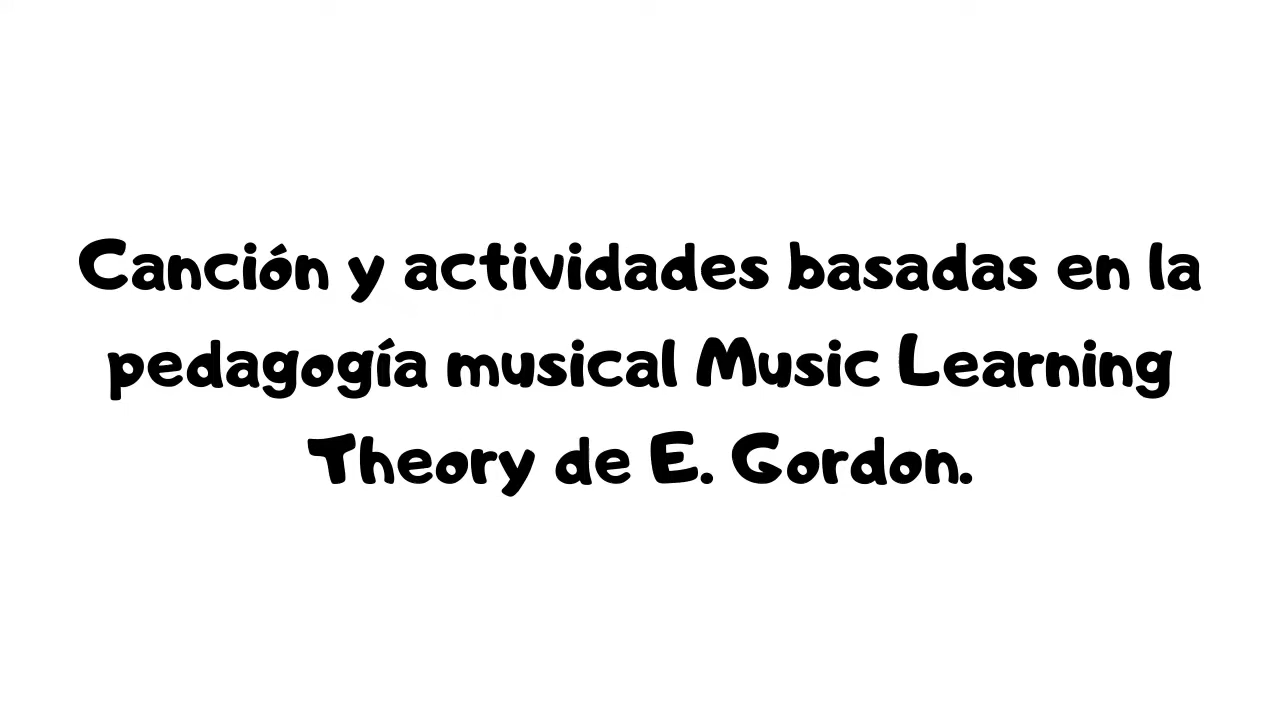 Canción y actividades basadas en la
pedagogía musical Music Learning
Theory de E. Gordon.